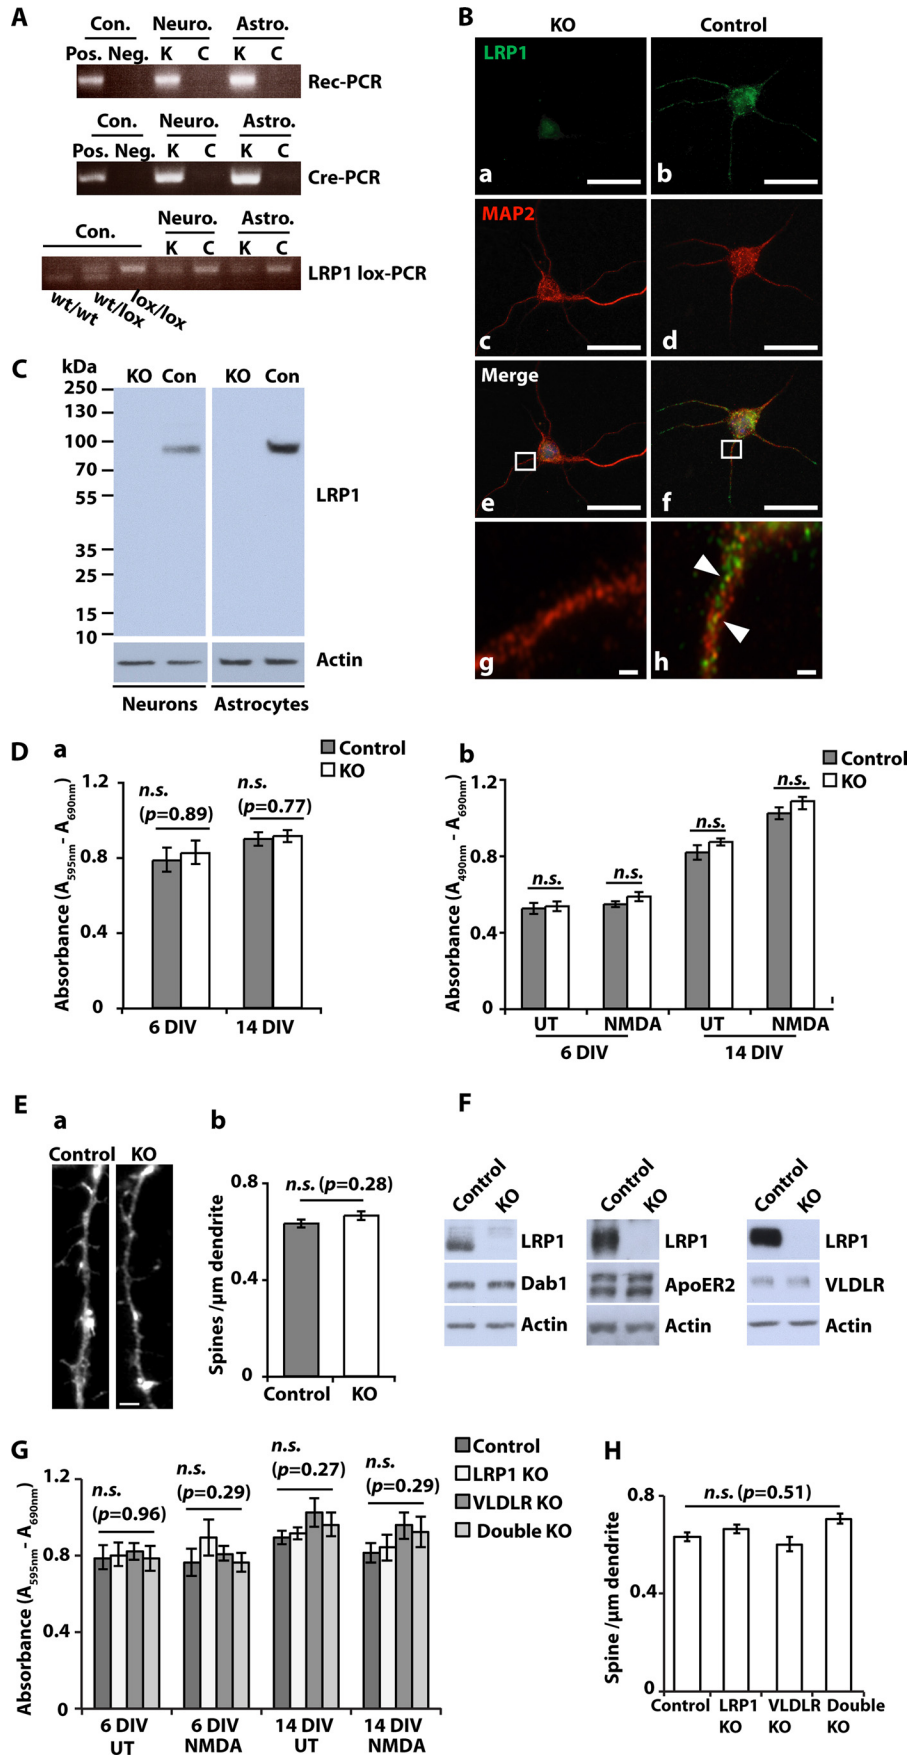 A
Con. Neuro. Astro.
Pos. Neg. K C K C
Rec-PCR
Con. Neuro. Astro.
Pos. Neg. K C K C
Cre-PCR
Con. Neuro. Astro.
K C K C
LRP1 lox-PCR
wt/wt wt/lox lox/lox
B
KO Control
LRP1
a b
MAP2
c d
Merge
e f
g h
C
kDa KO Con KO Con
250
130
100
70
55
35
25
15
10
LRP1
Actin
Neurons Astrocytes
D
a
Control
KO
Absorbance (A595nm- A690nm)
1.2
0.8
0.4
0
n.s.
(p=0.89)
n.s.
(p=0.77)
6 DIV 14 DIV
b
Control
KO
Absorbance (A490nm - A690nm)
1.2
0.8
0.4
0
n.s. n.s. n.s. n.s.
UT NMDA UT NMDA
6 DIV 14 DIV
E
a
Control KO
b
Spines /μm dendrite
0.8
0.4
0
n.s. (p=0.28)
Control KO
F
Control KO
LRP1
Dab1
Actin
Control KO
LRP1
ApoER2
Actin
Control KO
LRP1
VLDLR
Actin
G
Control
LRP1 KO
VLDLR KO
Double KO
Absorbance (A595nm- A690nm)
1.2
0.8
0.4
0
n.s.
(p=0.96)
n.s.
(p=0.29)
n.s.
(p=0.27)
n.s.
(p=0.29)
6 DIV 6 DIV 14 DIV 14 DIV
UT NMDA UT NMDA
H
Spine /μm dendrite
0.8
0.4
0
n.s. (p=0.51)
Control LRP1 VLDLR Double
KO KO KO